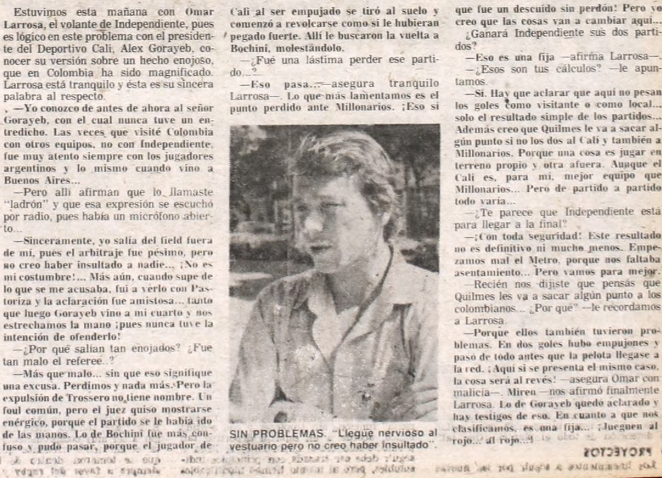 Estuvimos esta mañana con Omar
Larrosa, el volante de Independiente, pues
es lógico en este problema con el presiden-
te del Deportivo Cali, Alex Gorayeb, co-
nocer su versión sobre un hecho enojoso,
que en Colombia ha sido magnificado.
Larrosa está tranquilo y ésta es su sincera
palabra al respecto.
—Yo conozco de antes de ahora al señor
Gorayeb, con el cual nunca tuve un en-
tredicho. Las veces que visité Colombia
con otros equipos, no con Independiente,
fue muy atento siempre con los jugadores
argentinos y lo mismo cuando vino a
Buenos Aires...
—Pero allí afirman que lo llamaste
"ladrón" y que esa expresión se escuchó
por radio, pues había un micrófono abier-
to...
—Sinceramente, yo salía del field fuera
de mí, pues el arbitraje fue pésimo, pero
no creo haber insultado a nadie... ¡No es
mi costumbre!... Más aún, cuando supe de
lo que se me acusaba, fui a verlo con Pas-
toriza y la aclaración fue amistosa... tanto
que luego Gorayeb vino a mi cuarto y nos
estrechamos la mano ¡pues nunca tuve la
intención de ofenderlo!
—¿Por qué salían tan enojados? ¿Fue
tan malo el referee..?
—Más que malo... sin que eso signifique
una excusa. Perdimos y nada más. Pero la
expulsión de Trossero no tiene nombre. Un
foul común, pero el juez quiso mostrarse
enérgico, porque el partido se le había ido
de las manos. Lo de Bochini fue más con-
fuso y pudo pasar, porque el jugador de
Cali al ser empujado se tiró al suelo y
comenzó a revolcarse como si le hubieran
pegado fuerte. Allí le buscaron la vuelta a
Bochini, molestándolo.
—¿Fue una lástima perder ese parti-
do...?
—Eso pasa...—asegura tranquilo
Larrosa—. Lo que más lamentamos es el
punto perdido ante Millonarios. ¡Eso sí
SIN PROBLEMAS. "Llegué nervioso al
vestuario pero no creo haber insultado".
que fue un descuido sin perdón! Pero yo
creo que las cosas van a cambiar aquí...
¿Ganará Independiente sus dos parti-
dos?
—Eso es una fija —afirma Larrosa—.
—¿Esos son tus cálculos? —le apun-
tamos.
—Sí. Hay que aclarar que aquí no pesan
los goles como visitante o como local...
solo el resultado simple de los partidos...
Además creo que Quilmes le va a sacar al-
gún punto si no los dos al Cali y también a
Millonarios. Porque una cosa es jugar en
terreno propio y otra afuera. Aunque el
Cali es, para mí, mejor equipo que
Millonarios... Pero de partido a partido
todo varía...
—¿Te parece que Independiente está
para llegar a la final?
—¡Con toda seguridad! Este resultado
no es definitivo ni mucho menos. Empe-
zamos mal el Metro, porque nos faltaba
asentamiento... Pero vamos para mejor.
—Recién nos dijiste que pensás que
Quilmes les va a sacar algún punto a los
colombianos... ¿Por qué? —le recordamos
a Larrosa.
—Porque ellos también tuvieron pro-
blemas. En dos goles hubo empujones y
paso de todo antes que la pelota llegase a
la red. ¡Aquí si se presenta el mismo caso,
la cosa será al revés! —asegura Omar con
malicia—. Miren —nos afirmó finalmente
Larrosa. Lo de Gorayeb quedo aclarado y
hay testigos de eso. En cuanto a que nos
clasificamos, es una fija... ¡Jueguen al
rojo... al rojo...!
PROYECTOS